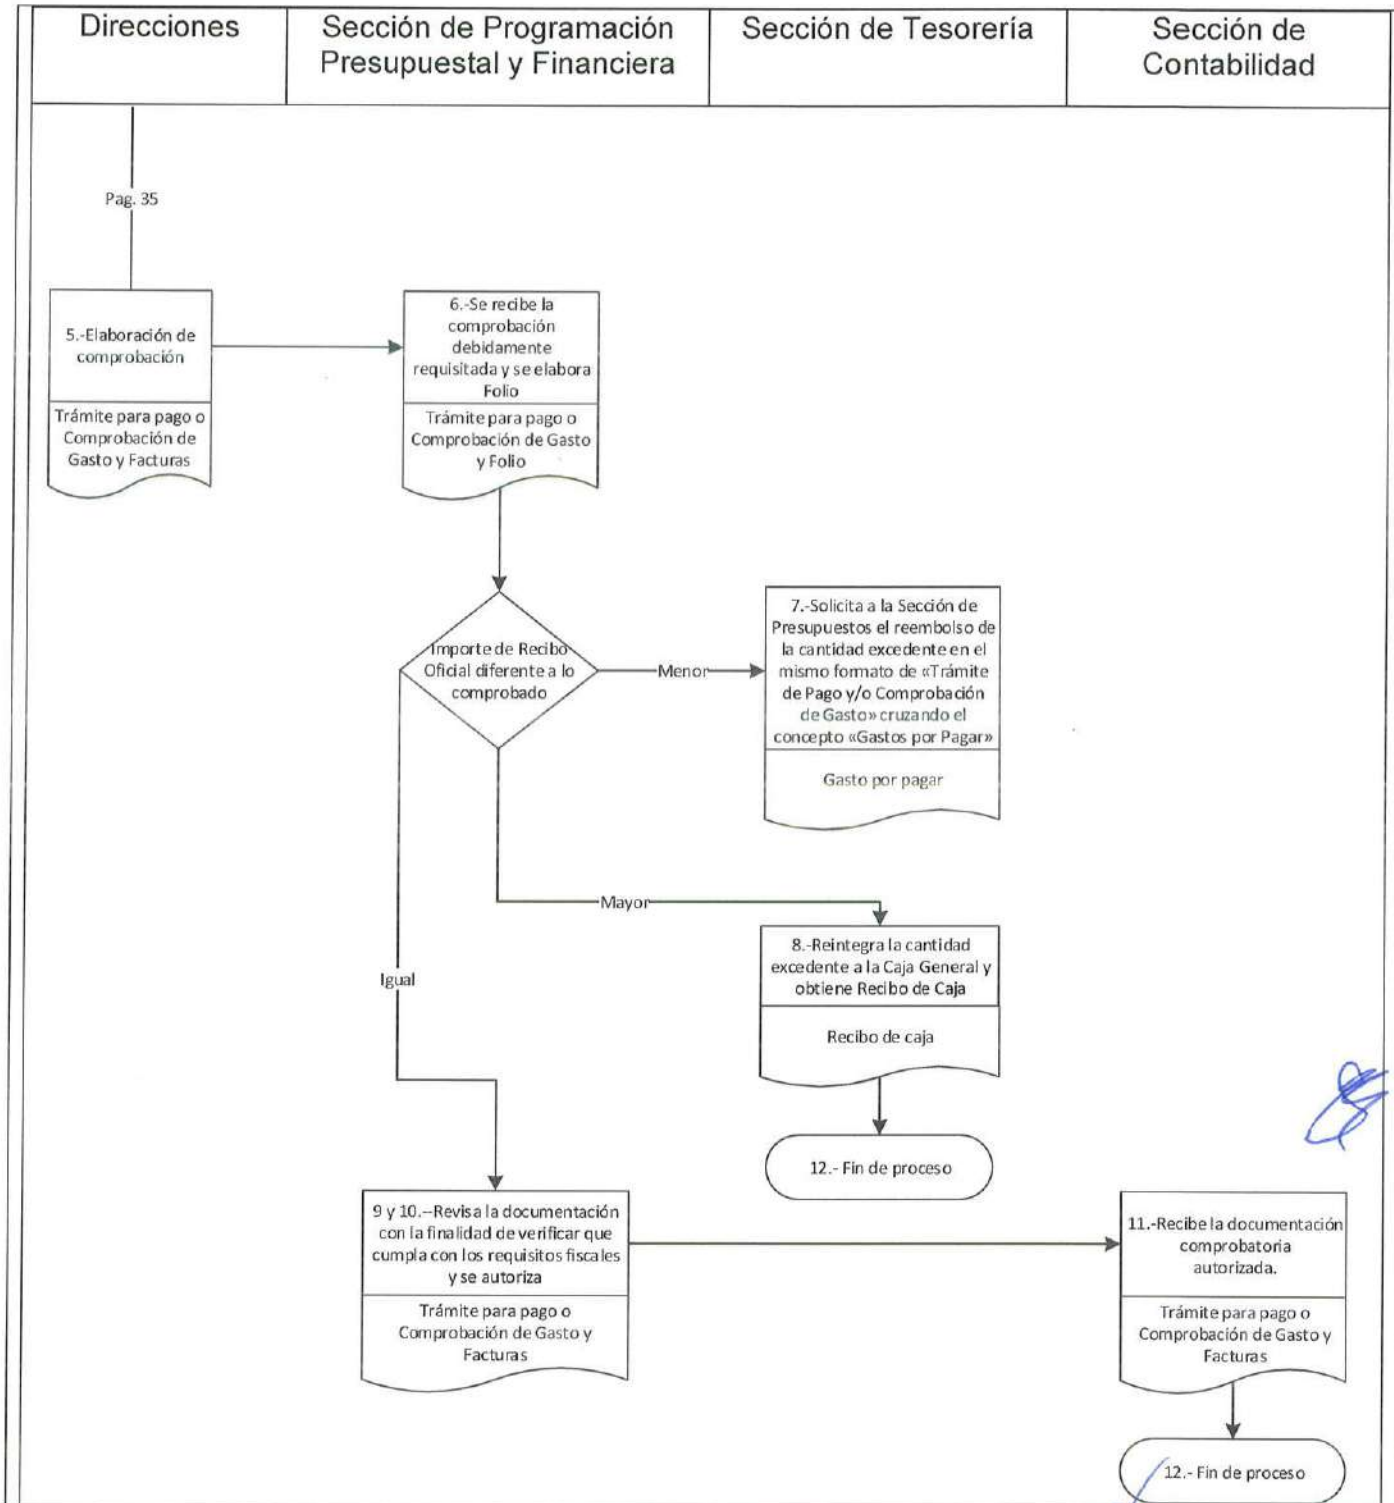 Direcciones
Sección de Programación
Presupuestal y Financiera
Sección de Tesorería
Sección de
Contabilidad
Pag. 35
5.-Elaboración de
comprobación
Trámite para pago o
Comprobación de
Gasto y Facturas
6.-Se recibe la
comprobación
debidamente
requisitada y se elabora
Folio
Trámite para pago o
Comprobación de Gasto
y Folio
Importe de Recibo
Oficial diferente a lo
comprobado
Menor
7.-Solicita a la Sección de
Presupuestos el reembolso de
la cantidad excedente en el
mismo formato de «Trámite
de Pago y/o Comprobación
de Gasto» cruzando el
concepto «Gastos por Pagar»
Gasto por pagar
Mayor
8.-Reintegra la cantidad
excedente a la Caja General y
obtiene Recibo de Caja
Recibo de caja
12.- Fin de proceso
Igual
9 y 10.--Revisa la documentación
con la finalidad de verificar que
cumpla con los requisitos fiscales
y se autoriza
Trámite para pago o
Comprobación de Gasto y
Facturas
11.-Recibe la documentación
comprobatoria
autorizada.
Trámite para pago o
Comprobación de Gasto y
Facturas
12.- Fin de proceso